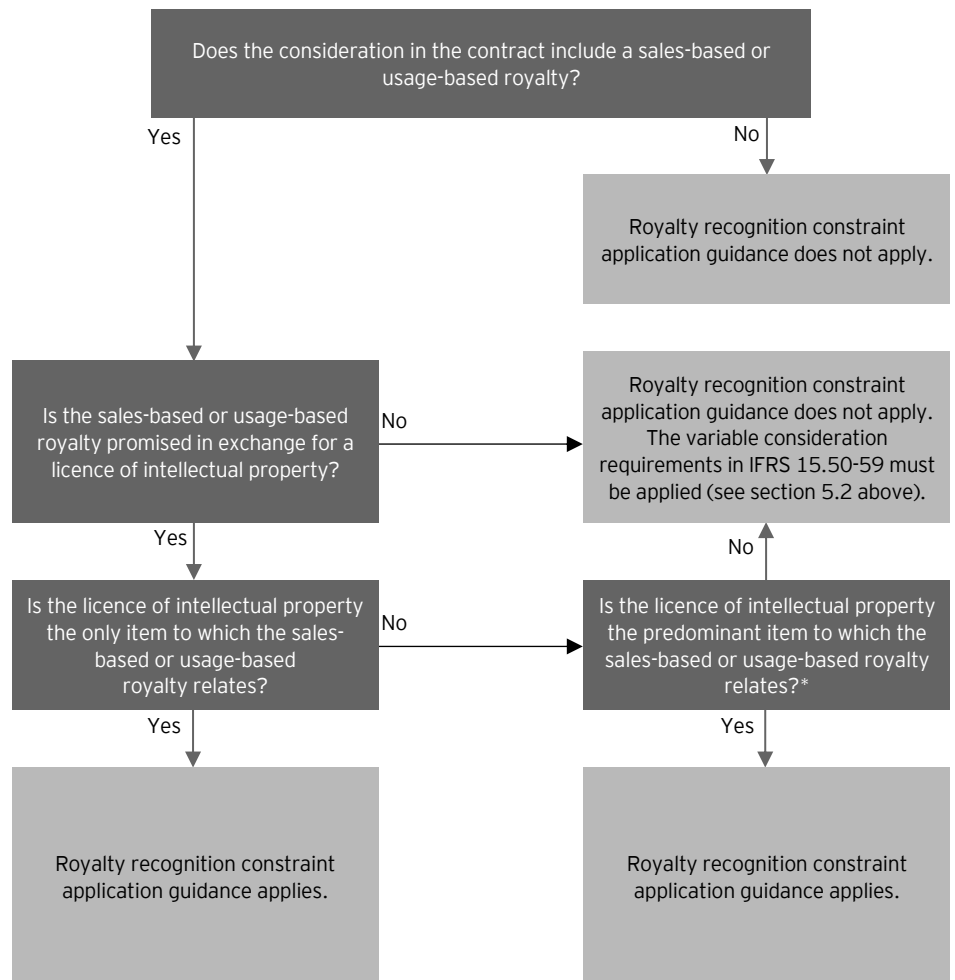 Does the consideration in the contract include a sales-based or
usage-based royalty?
Yes
No
Royalty recognition constraint
application guidance does not apply.
Is the sales-based or usage-based
royalty promised in exchange for a
licence of intellectual property?
No
Royalty recognition constraint
application guidance does not apply.
The variable consideration
requirements in IFRS 15.50-59 must
be applied (see section 5.2 above).
Yes
No
Is the licence of intellectual property
the only item to which the sales-
based or usage-based
royalty relates?
No
Is the licence of intellectual property
the predominant item to which the
sales-based or usage-based royalty
relates?*
Yes
Yes
Royalty recognition constraint
application guidance applies.
Royalty recognition constraint
application guidance applies.